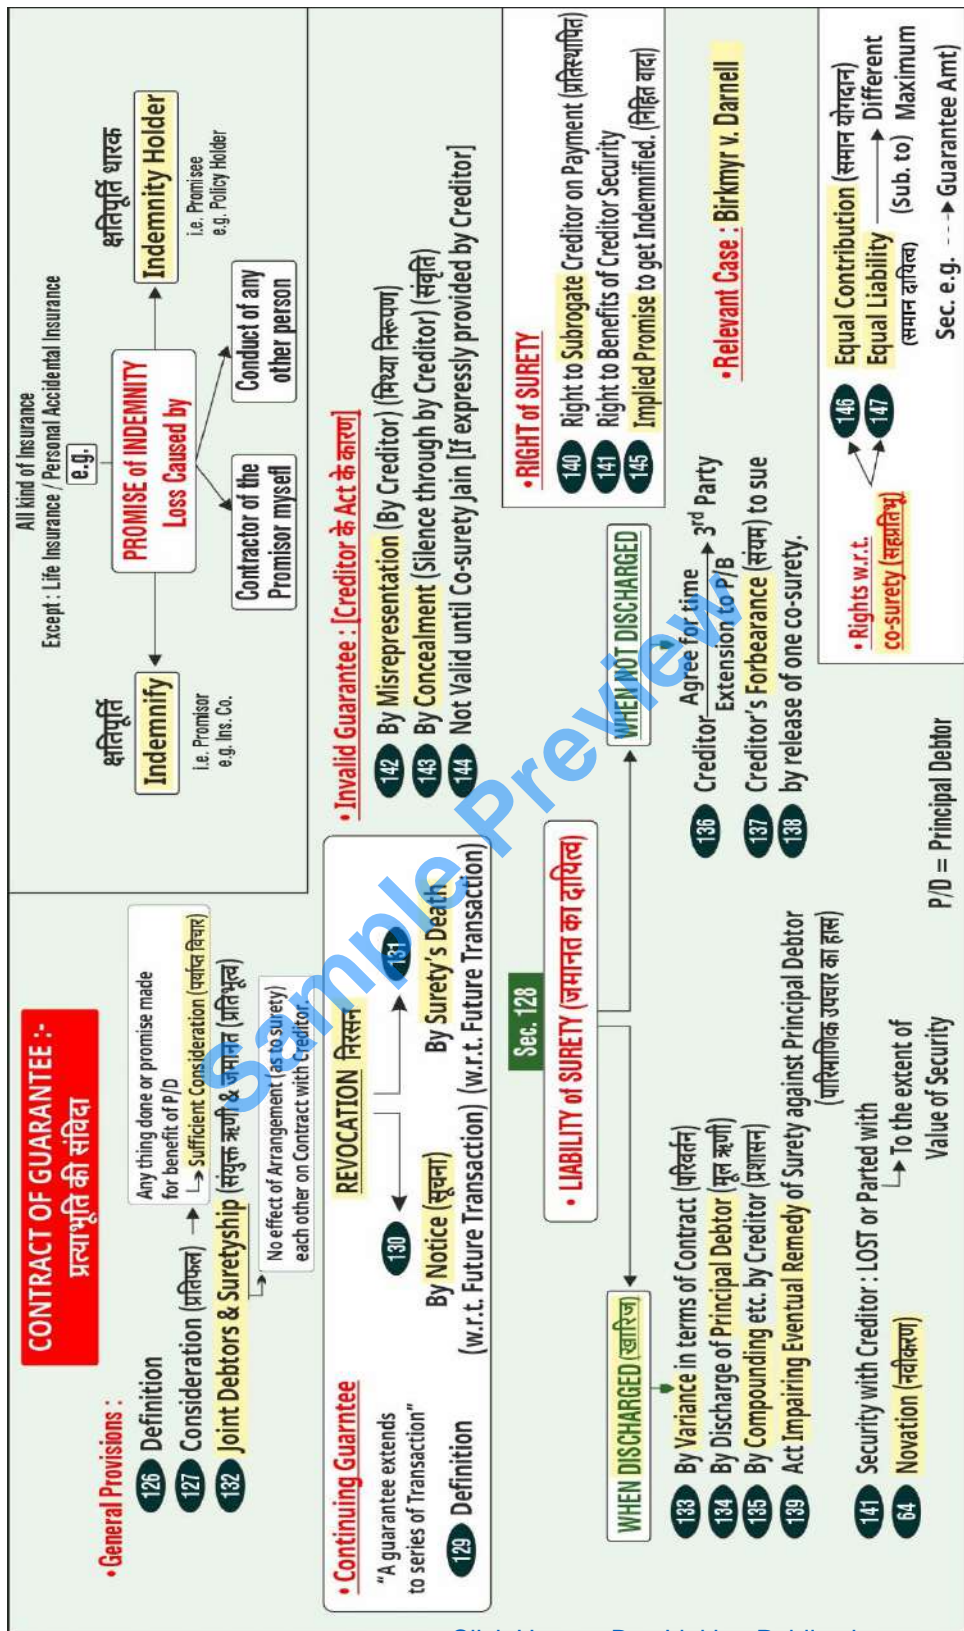 CONTRACT OF GUARANTEE :-
प्रत्याभूति की संविदा
• General Provisions :
126 Definition
127 Consideration (प्रतिफल)
Any thing done or promise made
for benefit of P/D
Sufficient Consideration (पर्याप्त विचार)
132 Joint Debtors & Suretyship (संयुक्त ऋणी & जमानत (प्रतिभूत्व)
No effect of Arrangement (as to surety)
each other on Contract with Creditor.
All kind of Insurance
Except : Life Insurance / Personal Accidental Insurance
e.g.
PROMISE of INDEMNITY
Loss Caused by
क्षतिपूर्ति
Indemnify
i.e. Promisor
e.g. Ins. Co.
क्षतिपूर्ति धारक
Indemnity Holder
i.e. Promisee
e.g. Policy Holder
Contractor of the
Promisor myself
Conduct of any
other person
• Continuing Guarntee
"A guarantee extends
to series of Transaction"
129 Definition
REVOCATION निरसन
130
By Notice (सूचना)
(w.r.t. Future Transaction)
131
By Surety's Death
(w.r.t. Future Transaction)
• Invalid Guarantee : [Creditor के Act के कारण]
142 By Misrepresentation (By Creditor) (मिथ्या निरूपण)
143 By Concealment (Silence through by Creditor) (संवृति)
144 Not Valid until Co-surety Jain [If expressly provided by Creditor]
Sec. 128
• LIABILITY of SURETY (जमानत का दायित्व)
WHEN DISCHARGED (खारिज)
133 By Variance in terms of Contract (परिवर्तन)
134 By Discharge of Principal Debtor (मूल ऋणी)
135 By Compounding etc. by Creditor (प्रशासन)
139 Act Impairing Eventual Remedy of Surety against Principal Debtor
(पारिमाणिक उपचार का ह्रास)
141 Security with Creditor : LOST or Parted with
To the extent of
Value of Security
64 Novation (नवीकरण)
WHEN NOT DISCHARGED
136 Creditor Agree for time 3rd Party
Extension to P/B
137 Creditor's Forbearance (संयम) to sue
138 by release of one co-surety.
P/D = Principal Debtor
• RIGHT of SURETY
140 Right to Subrogate Creditor on Payment (प्रतिस्थापित)
141 Right to Benefits of Creditor Security
145 Implied Promise to get Indemnified. (निहित वादा)
• Relevant Case : Birkmyr v. Darnell
• Rights w.r.t.
co-surety (सहप्रतिभू)
146 Equal Contribution (समान योगदान)
147 Equal Liability Different
(समान दायित्व) (Sub. to) Maximum
Sec. e.g. Guarantee Amt)
Sample Preview